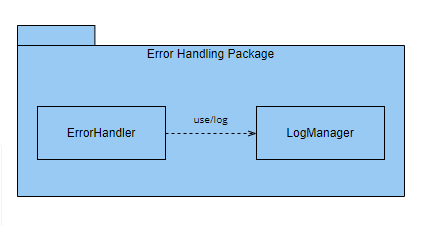 Error Handling Package
use/log
ErrorHandler
LogManager